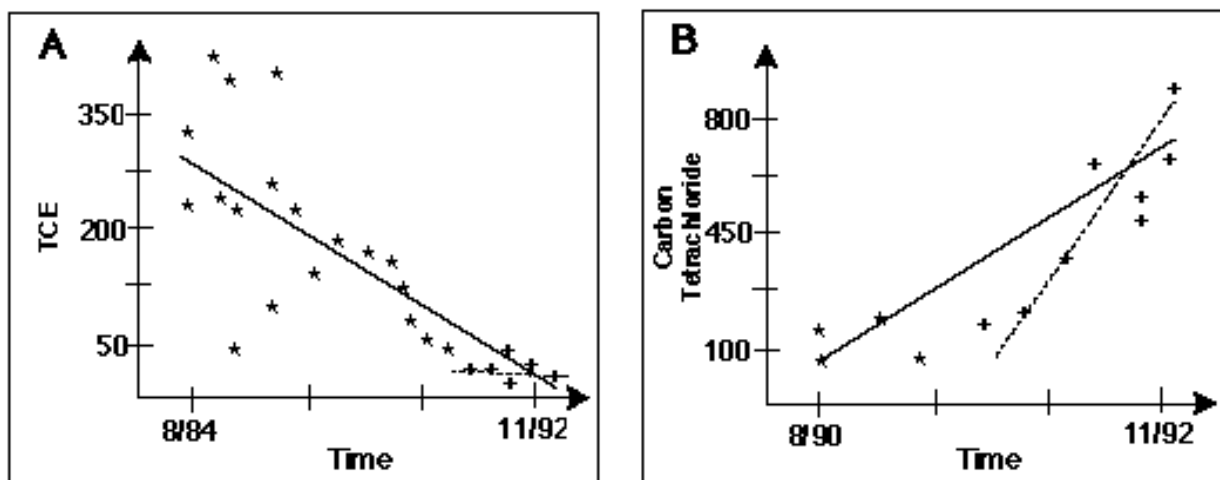 A
350
200
50
TCE
8/84
11/92
Time
B
800
450
100
Carbon
Tetrachloride
8/90
11/92
Time